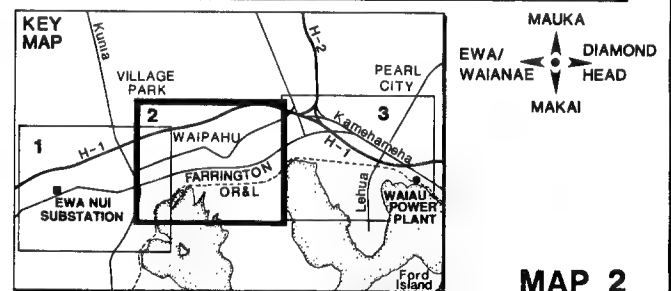 KEY
MAP
Kunia
H-2
VILLAGE
PARK
PEARL
CITY
1
2
3
H-1
WAIPAHU
Kamehameha
H-1
FARRINGTON
OR&L
EWA NUI
SUBSTATION
Lehua
WAIAU
POWER
PLANT
Ford
Island
MAUKA
EWA/
WAIANAE
DIAMOND
HEAD
MAKAI
MAP 2